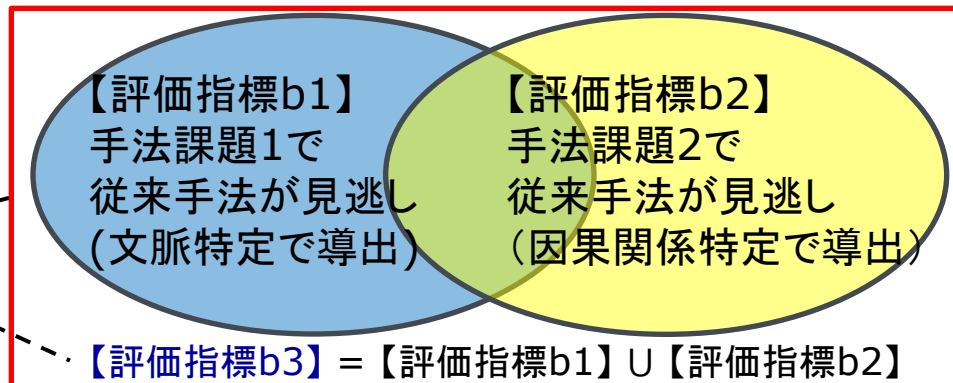 【評価指標b1】
手法課題1で
従来手法が見逃し
(文脈特定で導出)
【評価指標b2】
手法課題2で
従来手法が見逃し
（因果関係特定で導出）
【評価指標b3】=【評価指標b1】∪【評価指標b2】